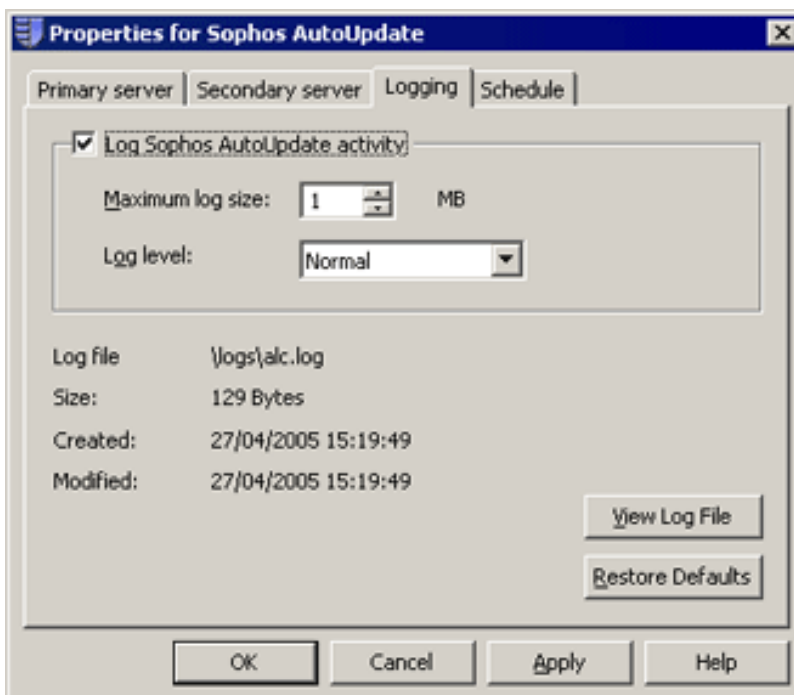 Properties for Sophos AutoUpdate
Primary server Secondary server Logging Schedule
Log Sophos AutoUpdate activity
Maximum log size: 1 MB
Log level: Normal
Log file \logs\alc.log
Size: 129 Bytes
Created: 27/04/2005 15:19:49
Modified: 27/04/2005 15:19:49
View Log File
Restore Defaults
OK Cancel Apply Help